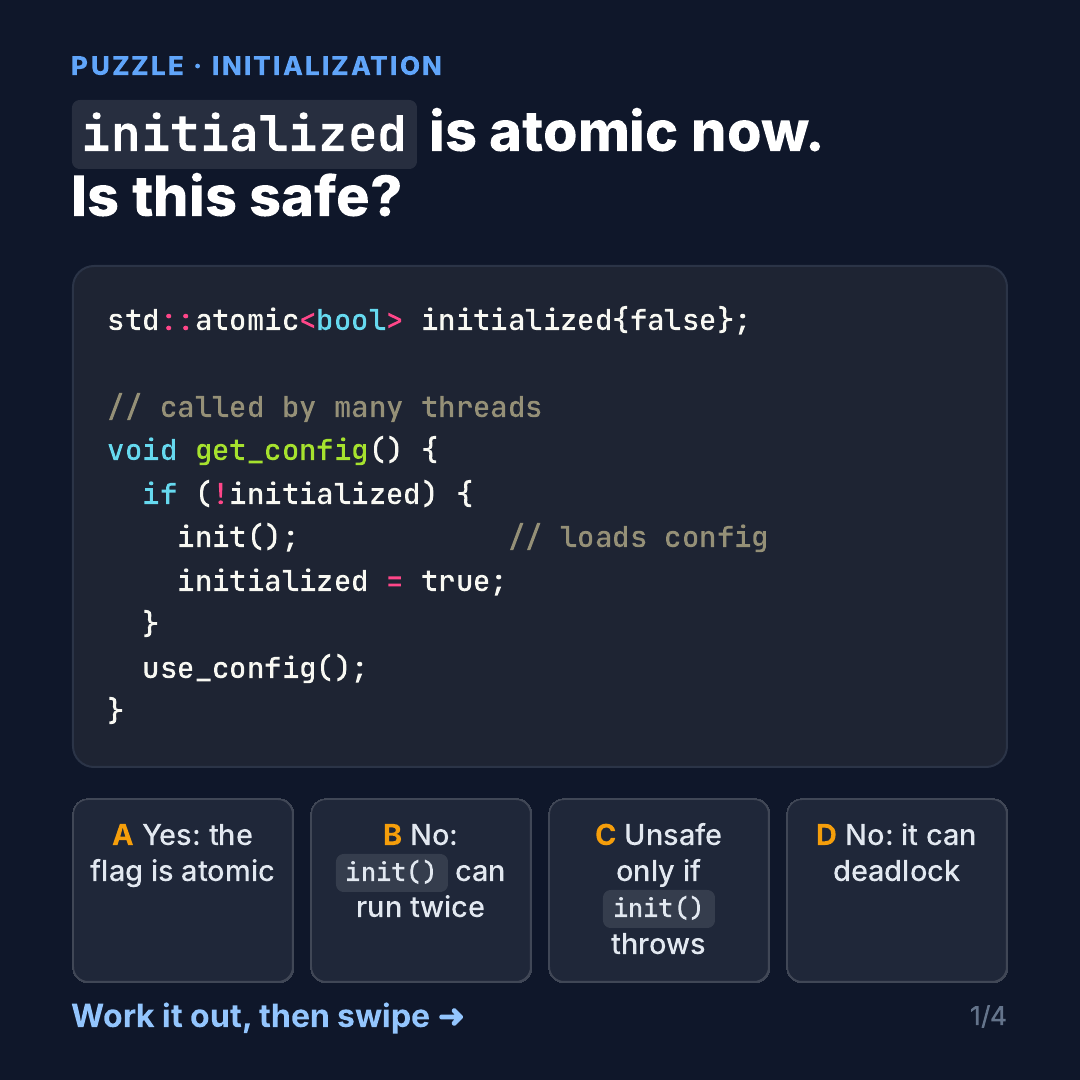 PUZZLE · INITIALIZATION
initialized is atomic now.
Is this safe?
std::atomic<bool> initialized{false};
// called by many threads
void get_config() {
  if (!initialized) {
    init();            // loads config
    initialized = true;
  }
  use_config();
}
A Yes: the
flag is atomic
B No:
init() can
run twice
C Unsafe
only if
init()
throws
D No: it can
deadlock
Work it out, then swipe →
1/4